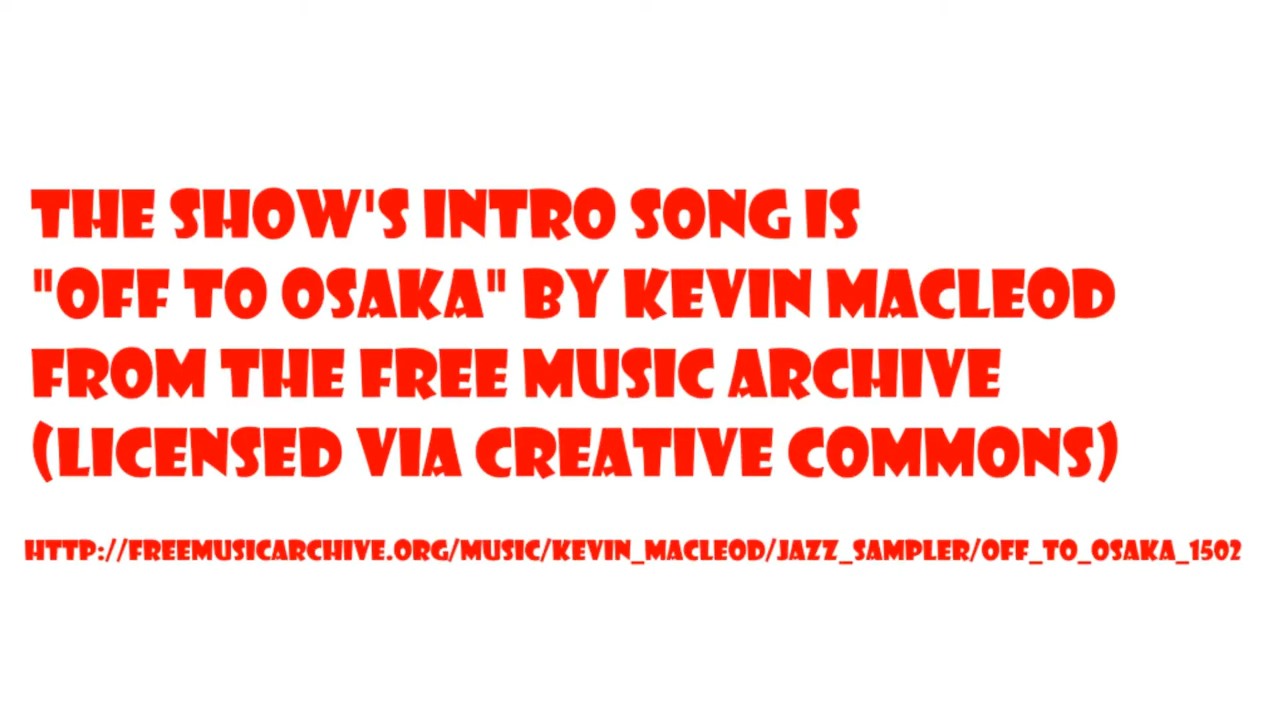 THE SHOW'S INTRO SONG IS
"OFF TO OSAKA" BY KEVIN MACLEOD
FROM THE FREE MUSIC ARCHIVE
(LICENSED VIA CREATIVE COMMONS)
HTTP://FREEMUSICARCHIVE.ORG/MUSIC/KEVIN_MACLEOD/JAZZ_SAMPLER/OFF_TO_OSAKA_1502